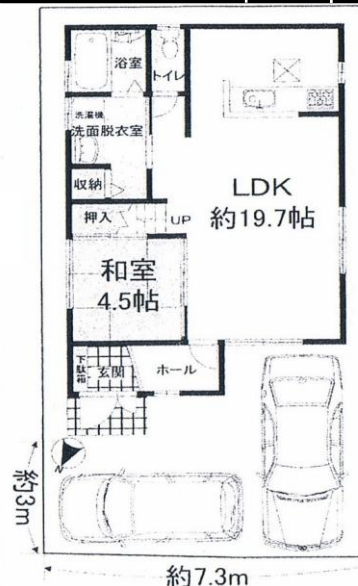 浴室
トイレ
洗濯機
洗面脱衣室
収納
LDK
約19.7帖
押入
UP
和室
4.5帖
下駄箱
玄関
ホール
N
約3m
約7.3m